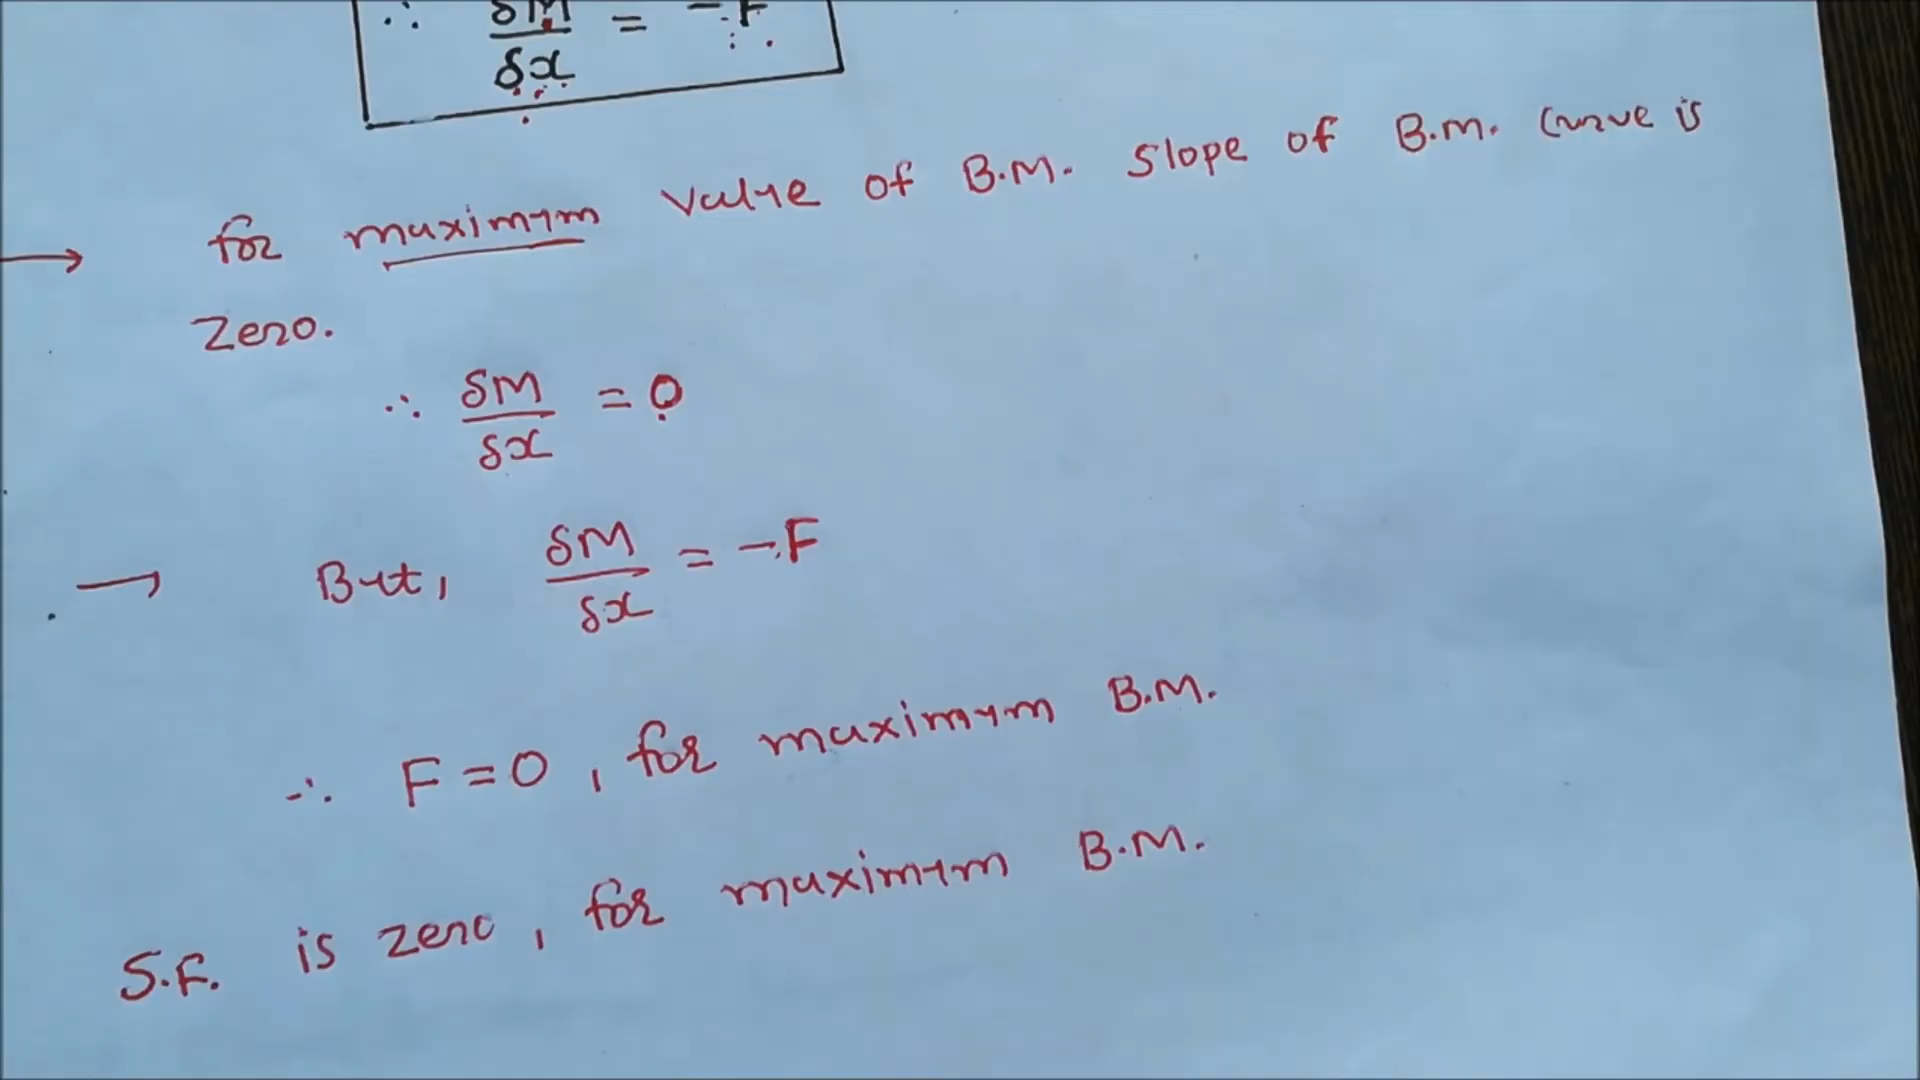 ∴ δM/δx = -F
→ for maximum value of B.M. slope of B.M. curve is
zero.
∴ δM/δx = 0
→ But, δM/δx = -F
∴ F = 0, for maximum B.M.
S.F. is zero, for maximum B.M.